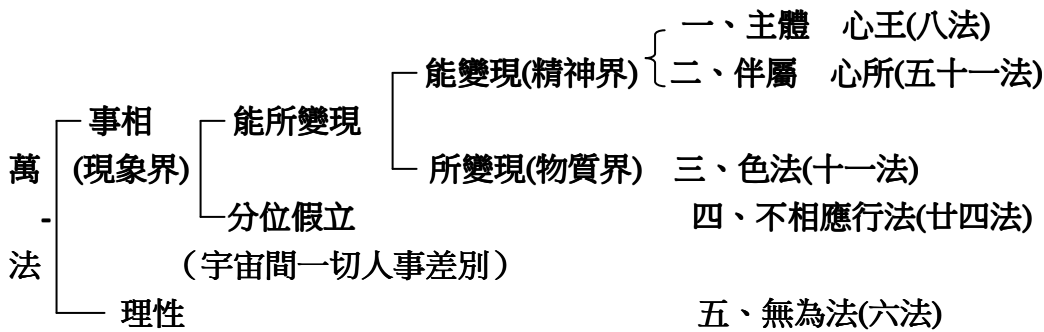 一、主體 心王(八法)
能變現(精神界) 二、伴屬 心所(五十一法)
事相 能所變現
萬 (現象界) 所變現(物質界) 三、色法(十一法)
- 分位假立 四、不相應行法(廿四法)
法 （宇宙間一切人事差別）
理性 五、無為法(六法)